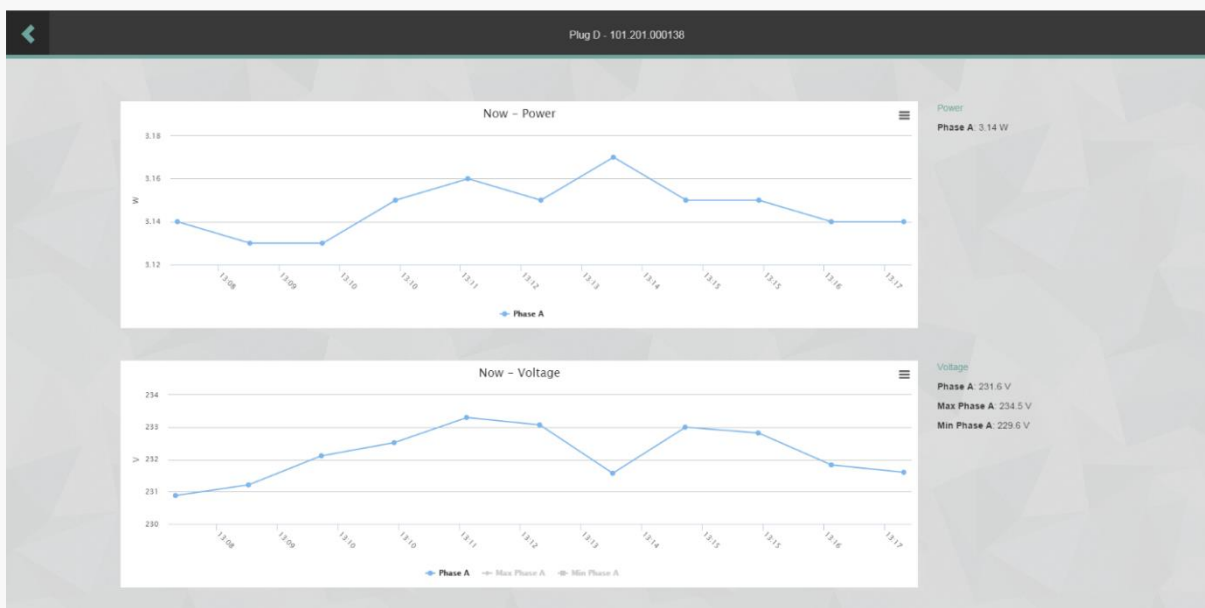 Plug D - 101.201.000138
Now - Power
3.18
3.16
3.14
3.12
W
13:08 13:09 13:10 13:10 13:11 13:12 13:13 13:14 13:15 13:15 13:16 13:17
Phase A
Power
Phase A: 3.14 W
Now - Voltage
234
233
232
231
230
V
13:08 13:09 13:10 13:10 13:11 13:12 13:13 13:14 13:15 13:15 13:16 13:17
Phase A Max Phase A Min Phase A
Voltage
Phase A: 231.6 V
Max Phase A: 234.5 V
Min Phase A: 229.6 V